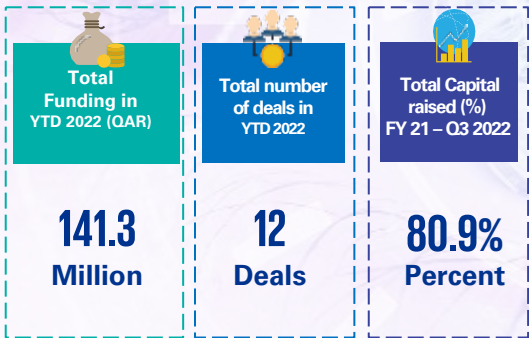 Total
Funding in
YTD 2022 (QAR)
141.3
Million
Total number
of deals in
YTD 2022
12
Deals
Total Capital
raised (%)
FY 21 – Q3 2022
80.9%
Percent